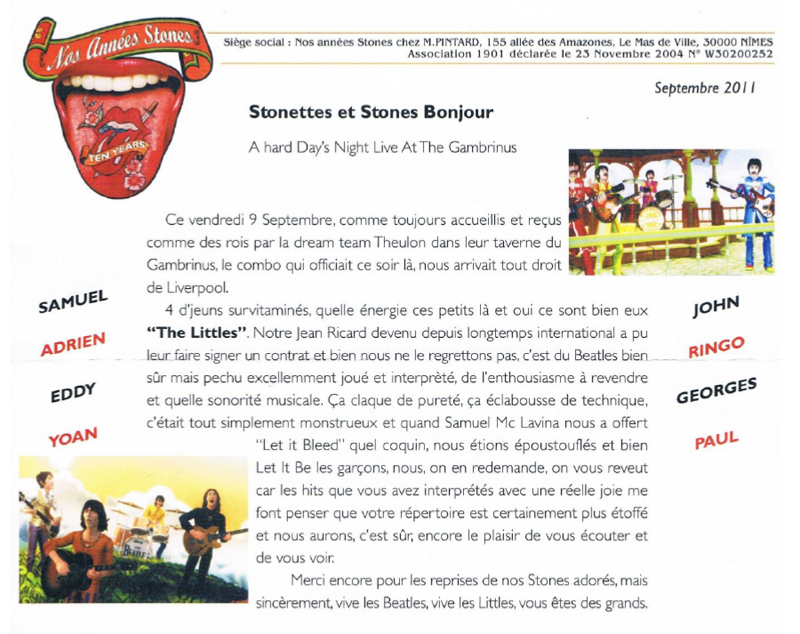 Nos Années Stones
TEN YEARS
Siège social : Nos années Stones chez M.PINTARD, 155 allée des Amazones, Le Mas de Ville, 30000 NÎMES
Association 1901 déclarée le 23 Novembre 2004 N° W30200252
Septembre 2011
Stonettes et Stones Bonjour
A hard Day's Night Live At The Gambrinus
Ce vendredi 9 Septembre, comme toujours accueillis et reçus
comme des rois par la dream team Theulon dans leur taverne du
Gambrinus, le combo qui officiait ce soir là, nous arrivait tout droit
de Liverpool.
4 d'jeuns survitaminés, quelle énergie ces petits là et oui ce sont bien eux
"The Littles". Notre Jean Ricard devenu depuis longtemps international a pu
leur faire signer un contrat et bien nous ne le regrettons pas, c'est du Beatles bien
sûr mais pechu excellemment joué et interprèté, de l'enthousiasme à revendre
et quelle sonorité musicale. Ça claque de pureté, ça éclabousse de technique,
c'était tout simplement monstrueux et quand Samuel Mc Lavina nous a offert
"Let it Bleed" quel coquin, nous étions époustouflés et bien
Let It Be les garçons, nous, on en redemande, on vous reveut
car les hits que vous avez interprétés avec une réelle joie me
font penser que votre répertoire est certainement plus étoffé
et nous aurons, c'est sûr, encore le plaisir de vous écouter et
de vous voir.
Merci encore pour les reprises de nos Stones adorés, mais
sincèrement, vive les Beatles, vive les Littles, vous êtes des grands.
SAMUEL
ADRIEN
EDDY
YOAN
JOHN
RINGO
GEORGES
PAUL